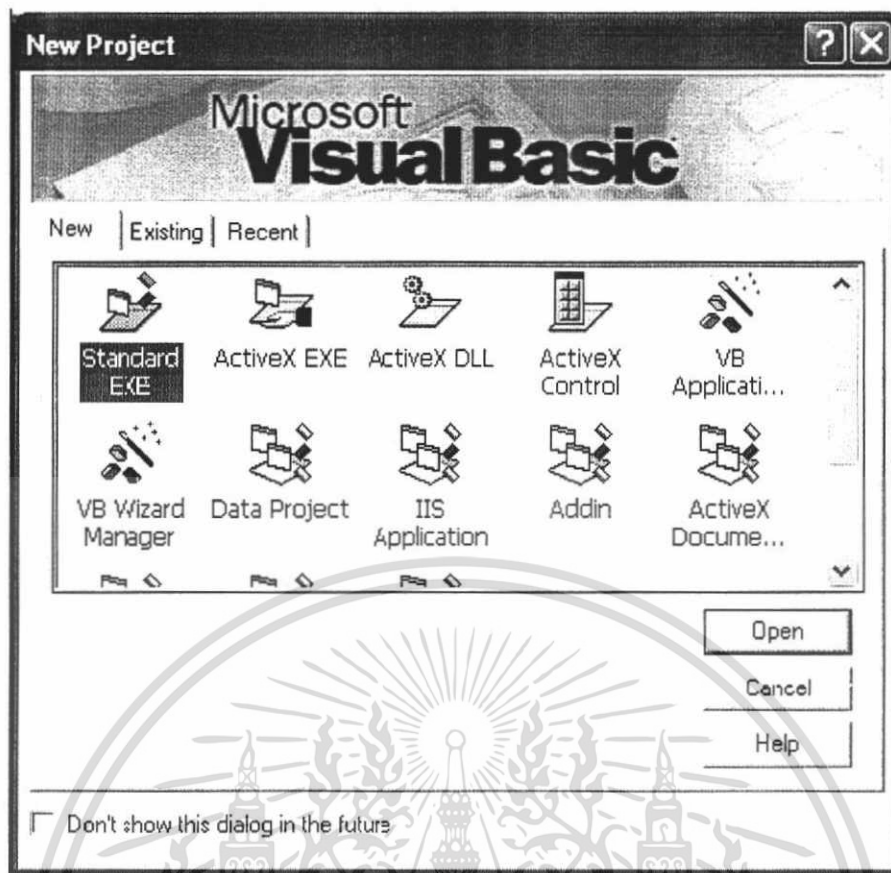 New Project
Microsoft
Visual Basic
New Existing Recent
Standard EXE ActiveX EXE ActiveX DLL ActiveX Control VB Applicati...
VB Wizard Manager Data Project IIS Application Addin ActiveX Docume...
Open
Cancel
Help
Don't show this dialog in the future